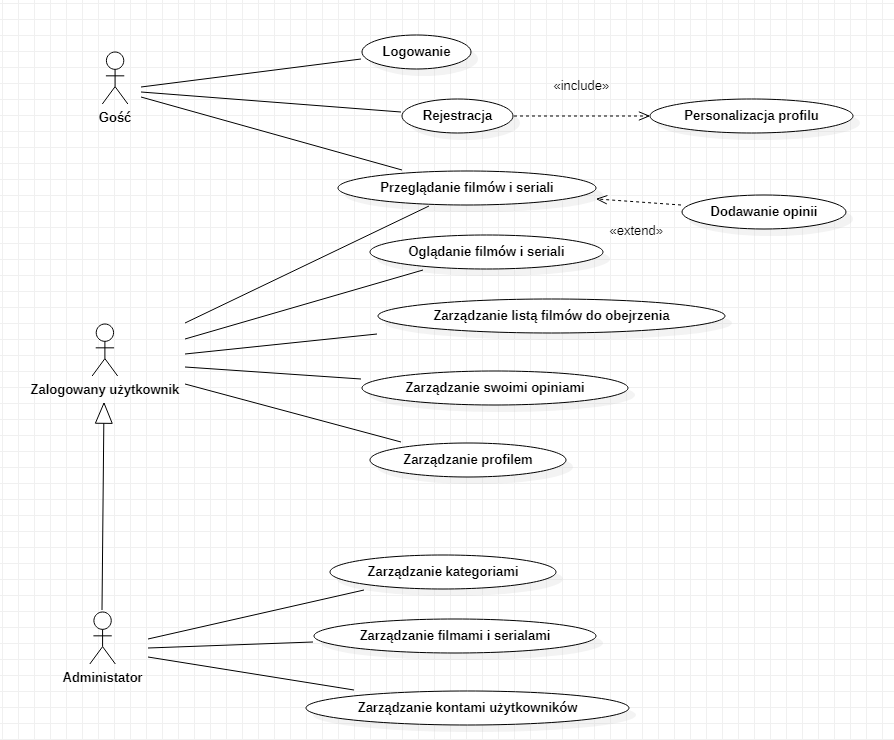 Logowanie
«include»
Gość
Rejestracja
Personalizacja profilu
Przeglądanie filmów i seriali
Dodawanie opinii
«extend»
Oglądanie filmów i seriali
Zarządzanie listą filmów do obejrzenia
Zalogowany użytkownik
Zarządzanie swoimi opiniami
Zarządzanie profilem
Zarządzanie kategoriami
Zarządzanie filmami i serialami
Administator
Zarządzanie kontami użytkowników